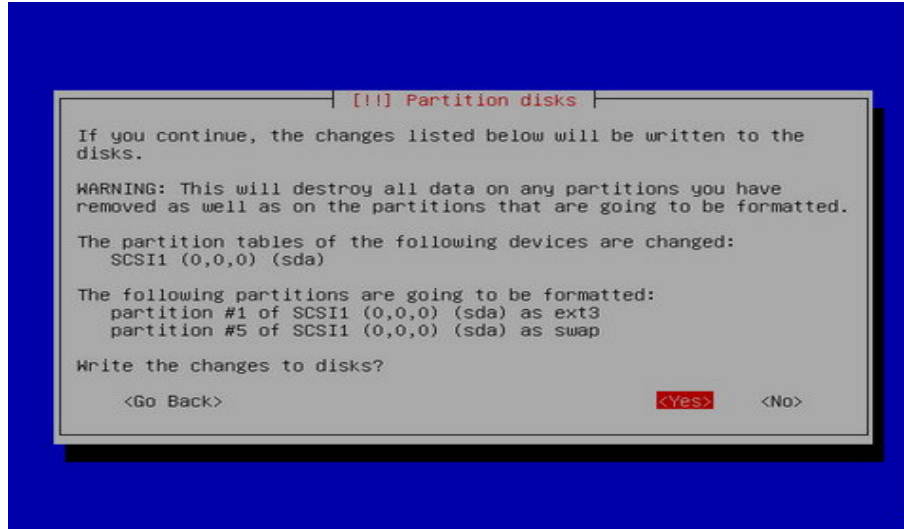 [!!] Partition disks
If you continue, the changes listed below will be written to the
disks.
WARNING: This will destroy all data on any partitions you have
removed as well as on the partitions that are going to be formatted.
The partition tables of the following devices are changed:
SCSI1 (0,0,0) (sda)
The following partitions are going to be formatted:
partition #1 of SCSI1 (0,0,0) (sda) as ext3
partition #5 of SCSI1 (0,0,0) (sda) as swap
Write the changes to disks?
<Go Back> <Yes> <No>